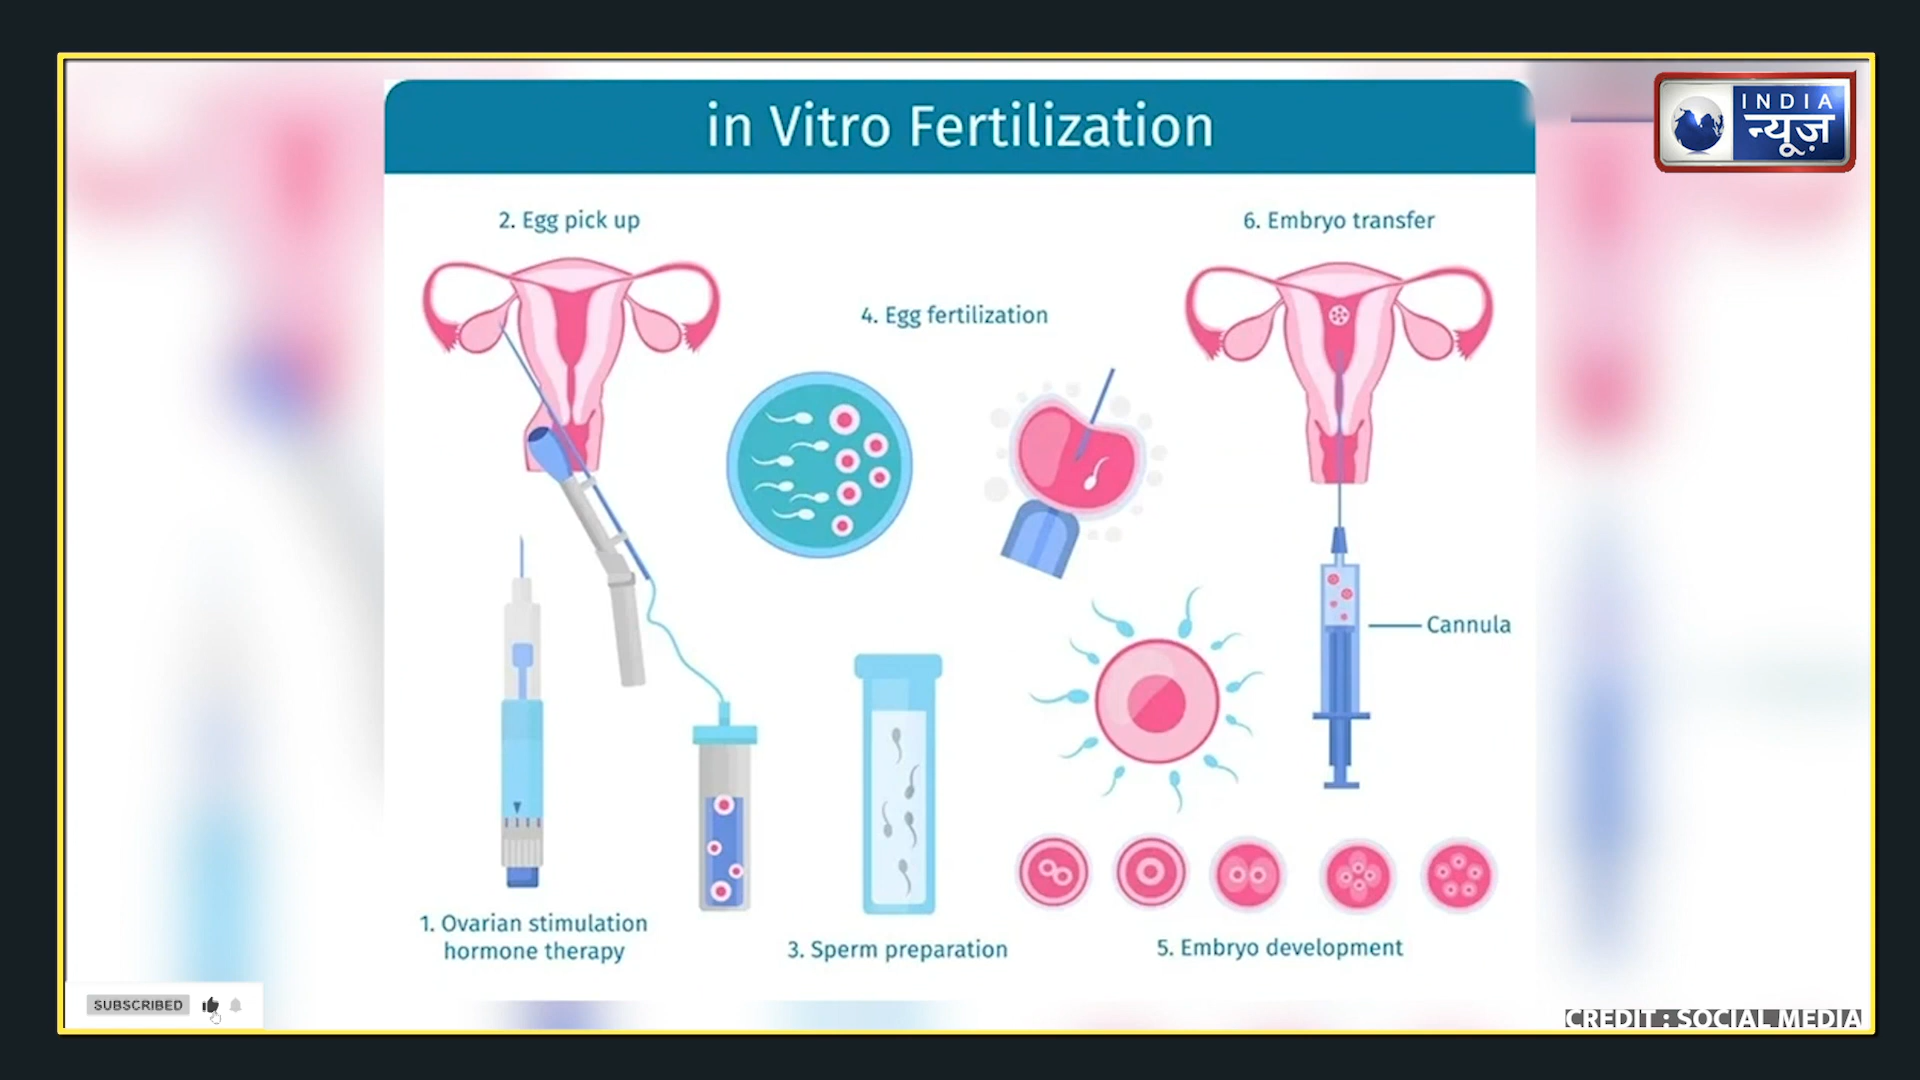 in Vitro Fertilization
INDIA
न्यूज़
2. Egg pick up
6. Embryo transfer
4. Egg fertilization
Cannula
1. Ovarian stimulation
hormone therapy
3. Sperm preparation
5. Embryo development
SUBSCRIBED
CREDIT : SOCIAL MEDIA